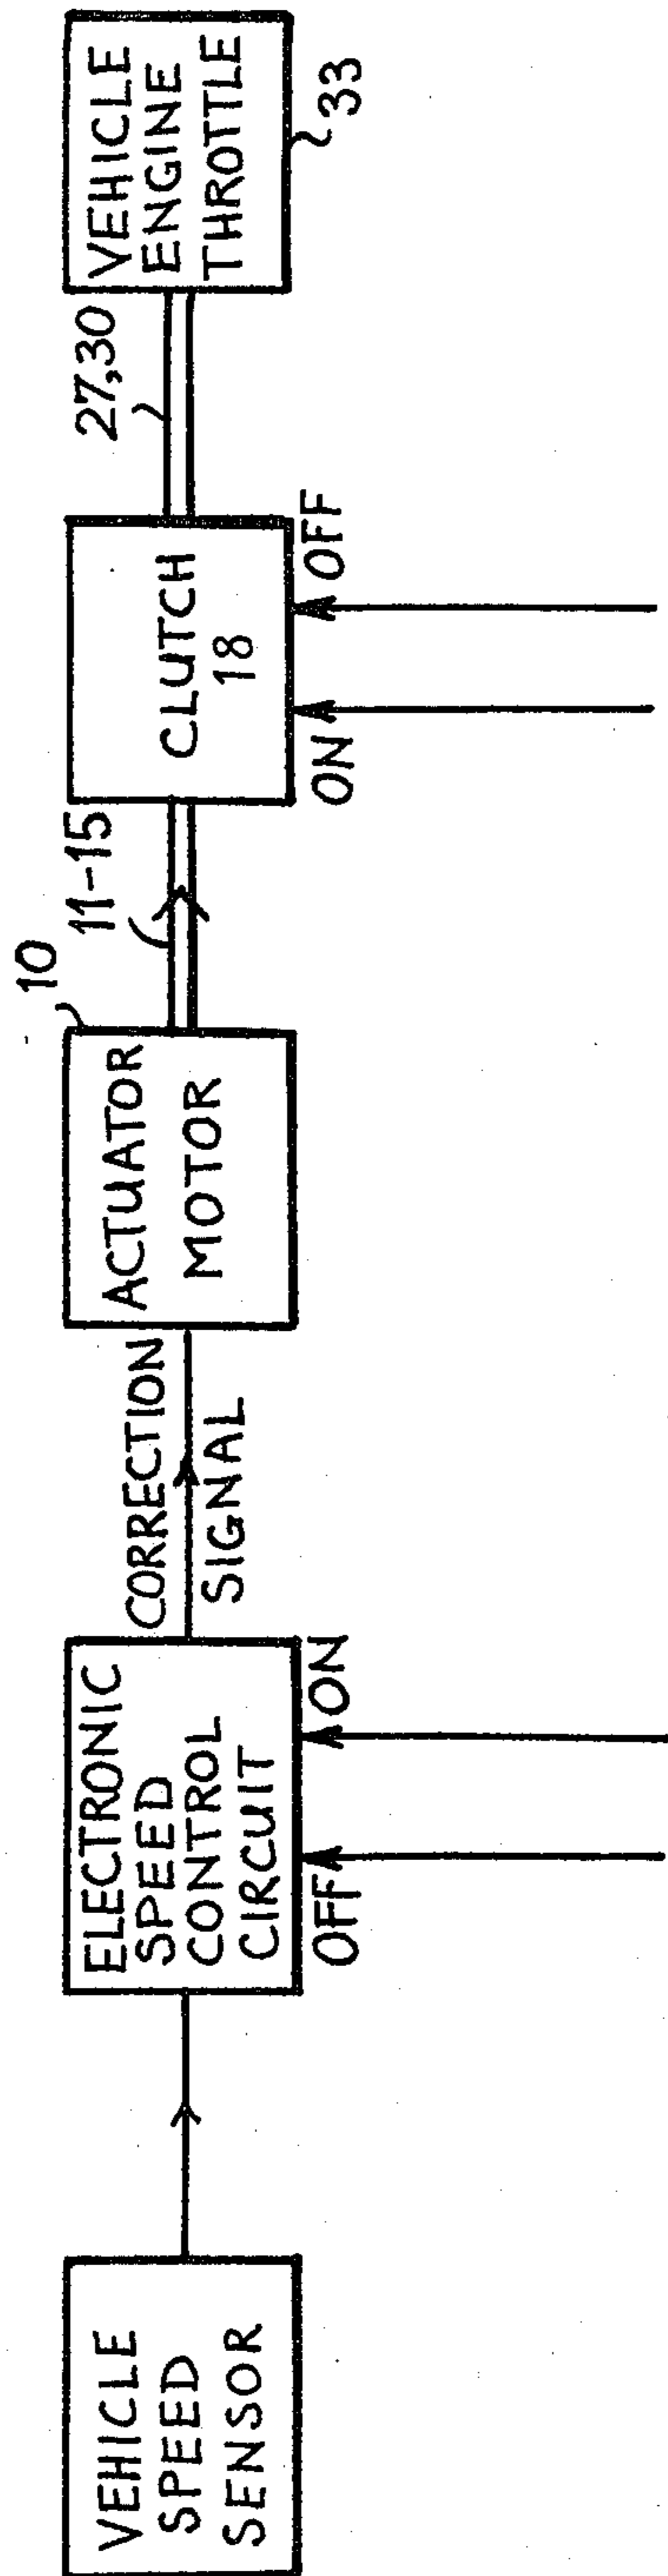 VEHICLE
SPEED
SENSOR
ELECTRONIC
SPEED
CONTROL
CIRCUIT
OFF
ON
CORRECTION
SIGNAL
10
ACTUATOR
MOTOR
11-15
CLUTCH
18
ON
OFF
27,30
VEHICLE
ENGINE
THROTTLE
33